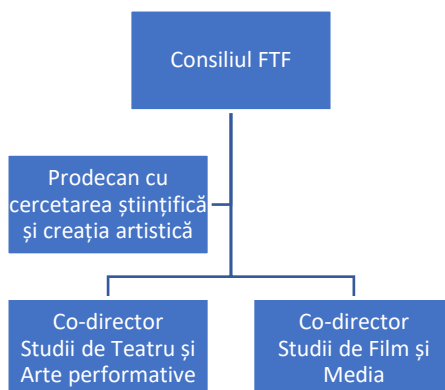 Consiliul FTF
Prodecan cu
cercetarea științifică
și creația artistică
Co-director
Studii de Teatru și
Arte performative
Co-director
Studii de Film și
Media